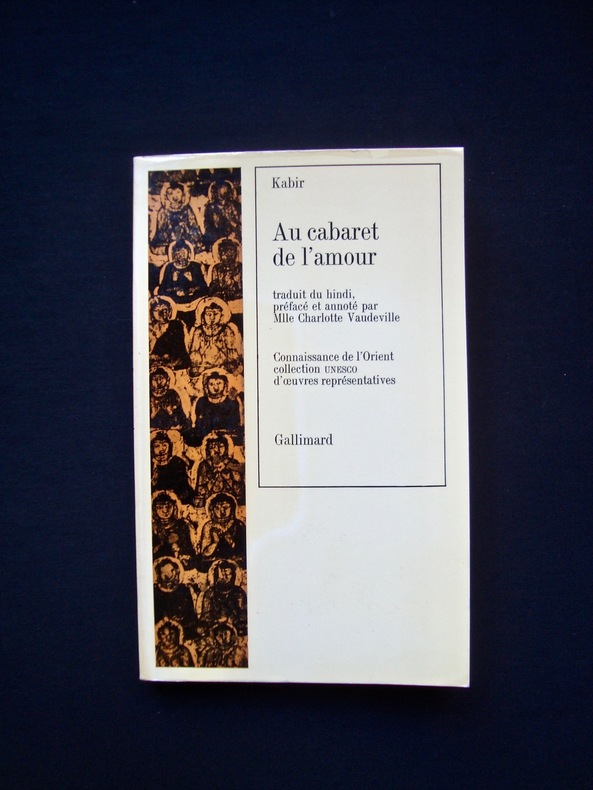 Kabir
Au cabaret
de l'amour
traduit du hindi,
préfacé et annoté par
Mlle Charlotte Vaudeville
Connaissance de l'Orient
collection UNESCO
d'œuvres représentatives
Gallimard